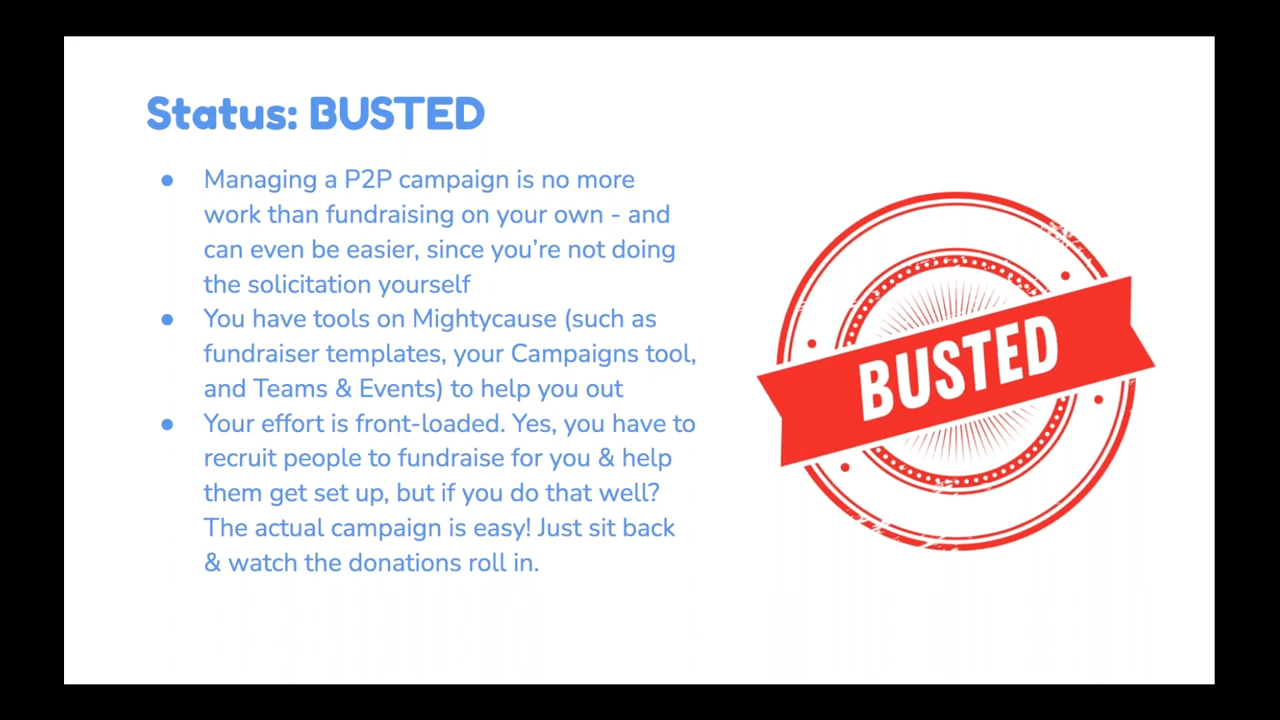 Status: BUSTED
● Managing a P2P campaign is no more
work than fundraising on your own - and
can even be easier, since you’re not doing
the solicitation yourself
● You have tools on Mightycause (such as
fundraiser templates, your Campaigns tool,
and Teams & Events) to help you out
● Your effort is front-loaded. Yes, you have to
recruit people to fundraise for you & help
them get set up, but if you do that well?
The actual campaign is easy! Just sit back
& watch the donations roll in.
BUSTED